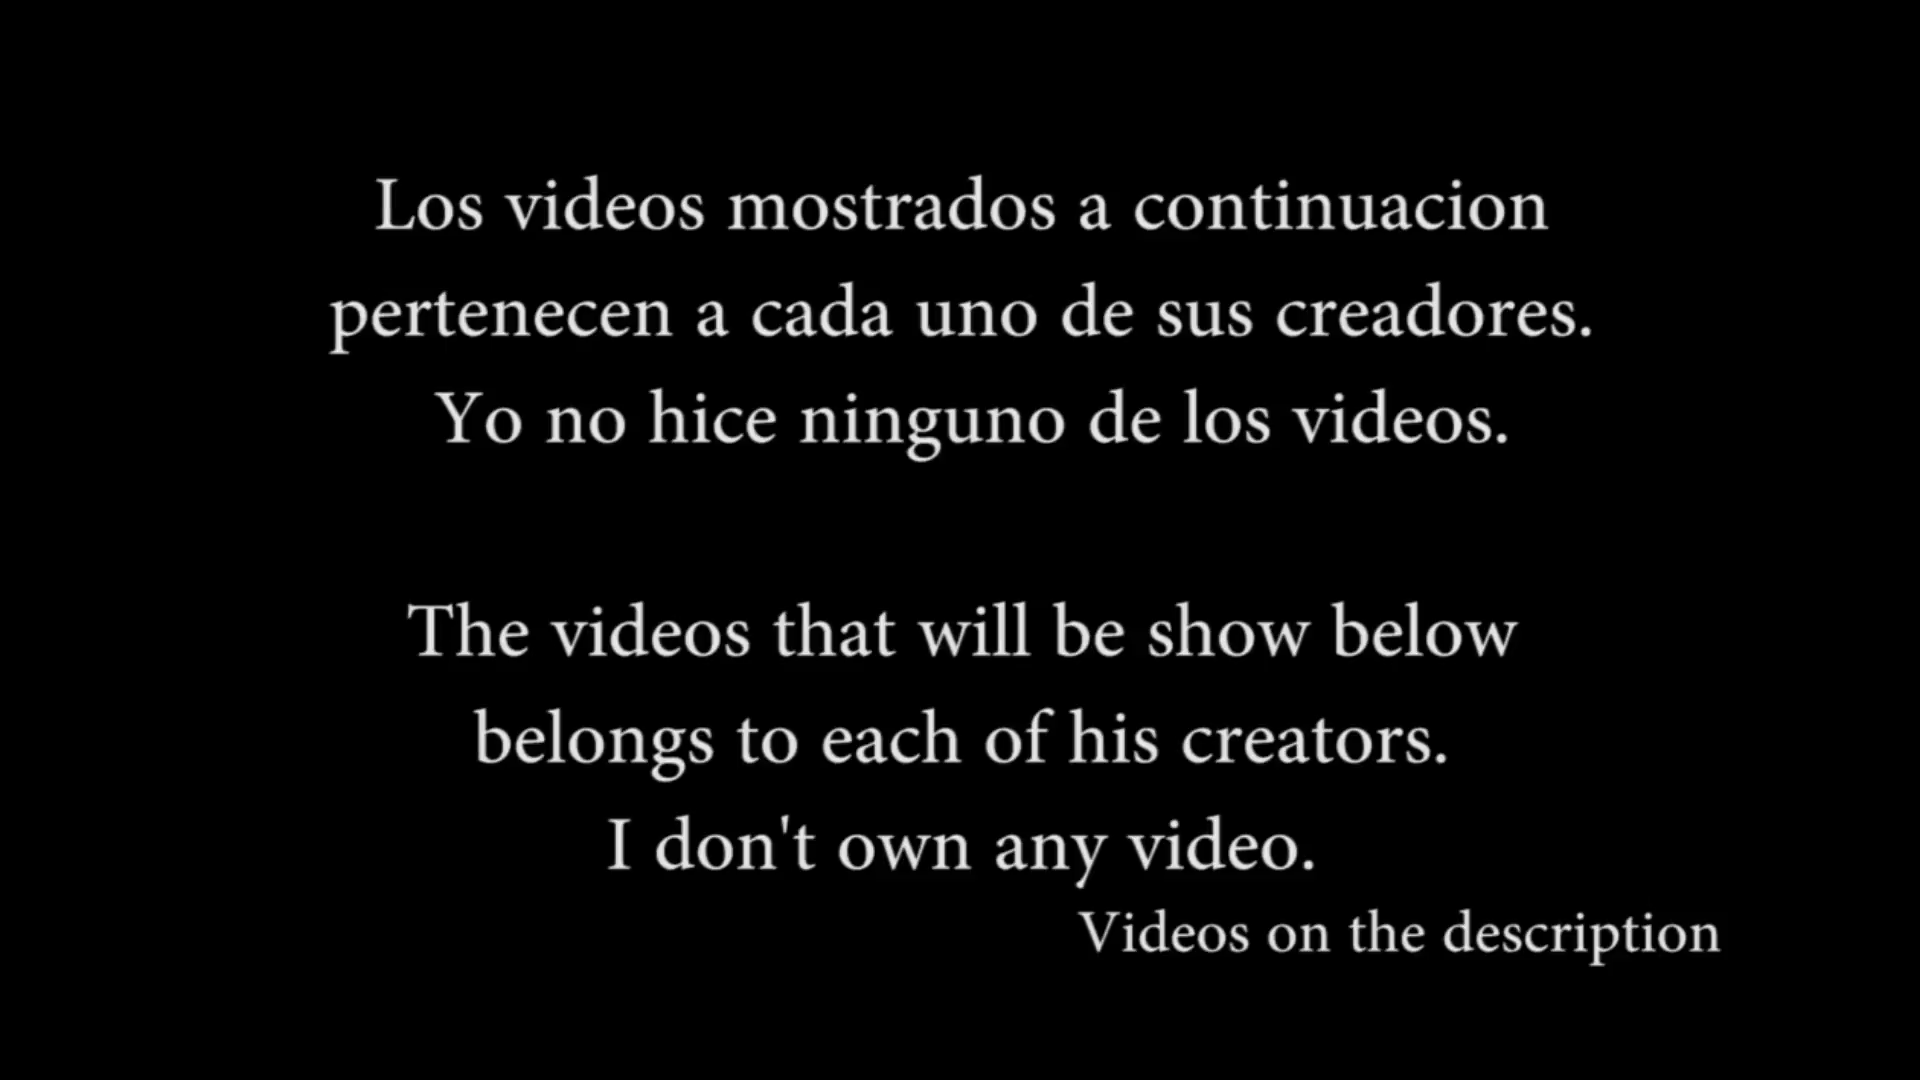 Los videos mostrados a continuacion
pertenecen a cada uno de sus creadores.
Yo no hice ninguno de los videos.
The videos that will be show below
belongs to each of his creators.
I don't own any video.
Videos on the description